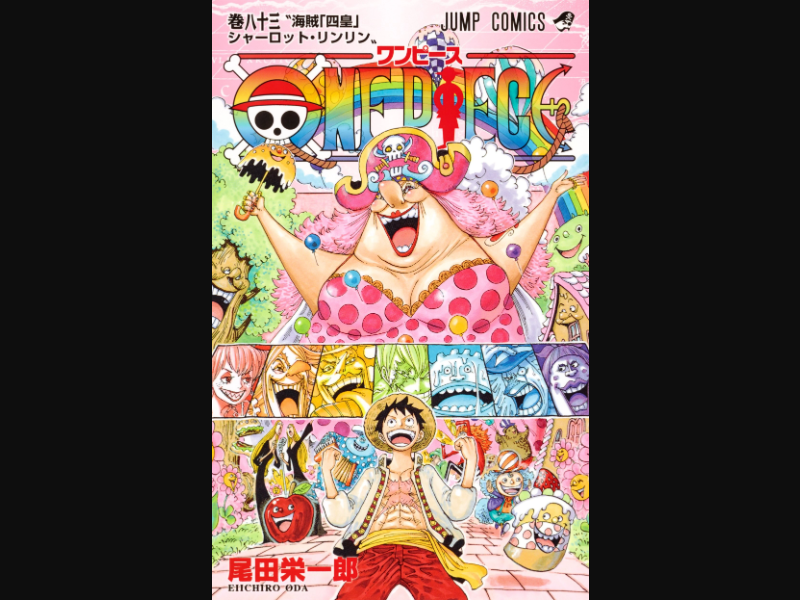 巻八十三 〝海賊「四皇」
シャーロット・リンリン〟
JUMP COMICS
ワンピース
ONE PIECE
尾田栄一郎
EIICHIRO ODA